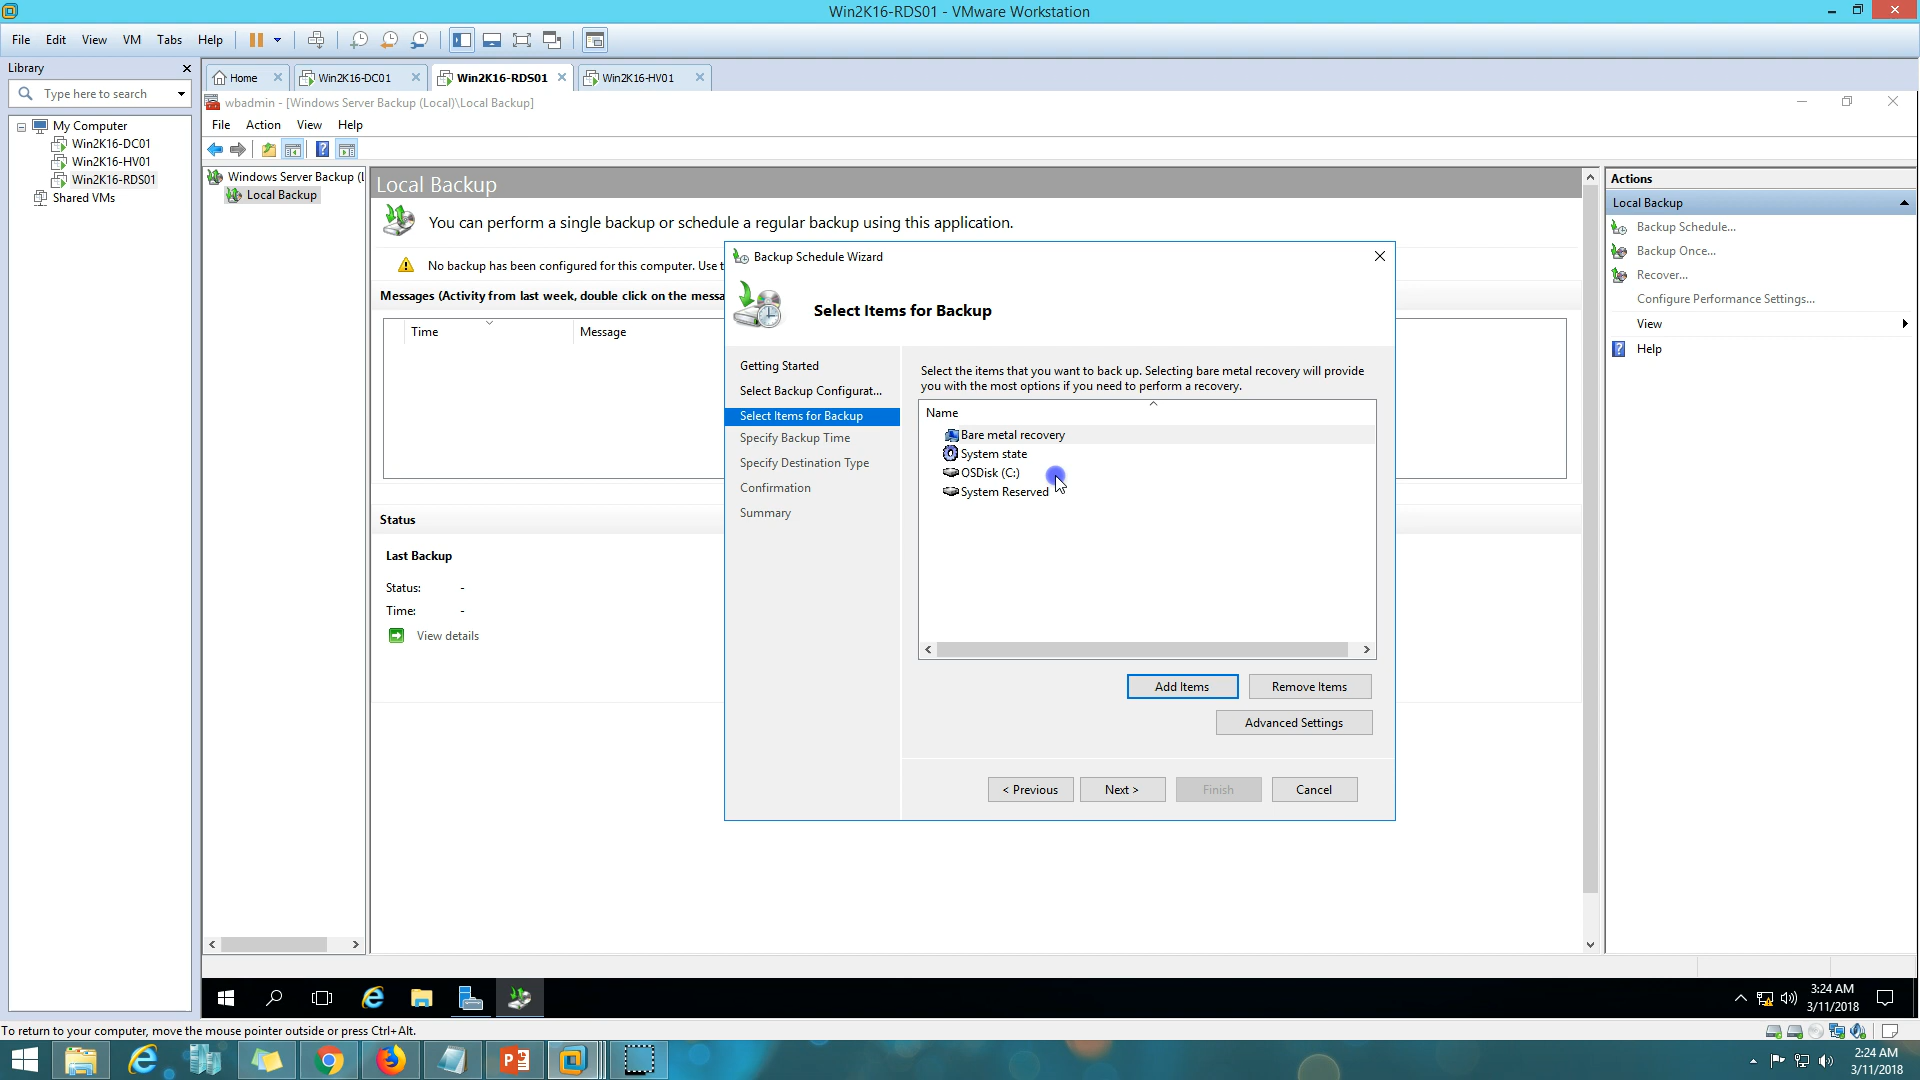 Win2K16-RDS01 - VMware Workstation
File Edit View VM Tabs Help
Library
Type here to search
My Computer
Win2K16-DC01
Win2K16-HV01
Win2K16-RDS01
Shared VMs
Home Win2K16-DC01 Win2K16-RDS01 Win2K16-HV01
wbadmin - [Windows Server Backup (Local)\Local Backup]
File Action View Help
Windows Server Backup (L
Local Backup
Local Backup
You can perform a single backup or schedule a regular backup using this application.
No backup has been configured for this computer. Use t
Messages (Activity from last week, double click on the messa
Time Message
Status
Last Backup
Status: -
Time: -
View details
Backup Schedule Wizard
Select Items for Backup
Getting Started
Select Backup Configurat...
Select Items for Backup
Specify Backup Time
Specify Destination Type
Confirmation
Summary
Select the items that you want to back up. Selecting bare metal recovery will provide
you with the most options if you need to perform a recovery.
Name
Bare metal recovery
System state
OSDisk (C:)
System Reserved
Add Items Remove Items
Advanced Settings
< Previous Next > Finish Cancel
Actions
Local Backup
Backup Schedule...
Backup Once...
Recover...
Configure Performance Settings...
View
Help
3:24 AM
3/11/2018
To return to your computer, move the mouse pointer outside or press Ctrl+Alt.
2:24 AM
3/11/2018